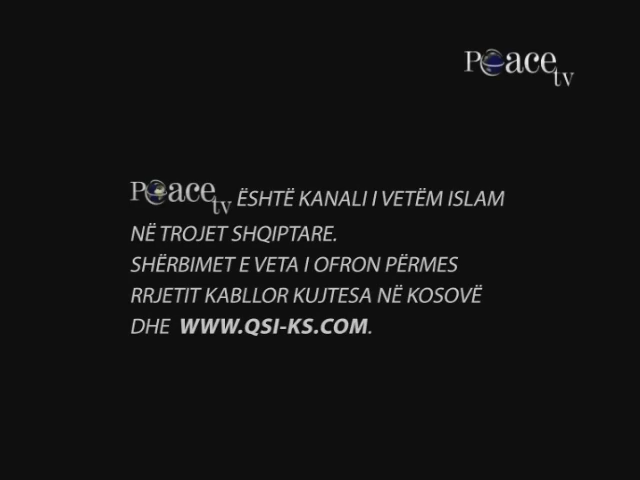 Peace tv
Peace tv ËSHTË KANALI I VETËM ISLAM
NË TROJET SHQIPTARE.
SHËRBIMET E VETA I OFRON PËRMES
RRJETIT KABLLOR KUJTESA NË KOSOVË
DHE WWW.QSI-KS.COM.